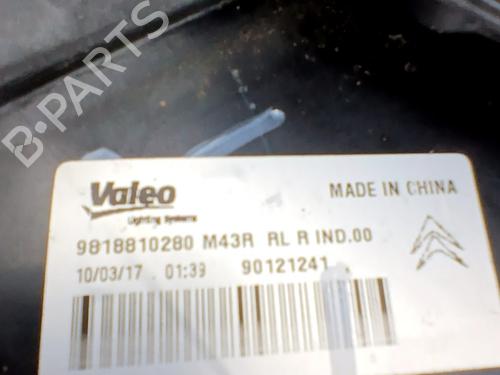 B-PARTS
Valeo
Lighting Systems
MADE IN CHINA
9818810280 M43R RL R IND.00
10/03/17 01:39 90121241